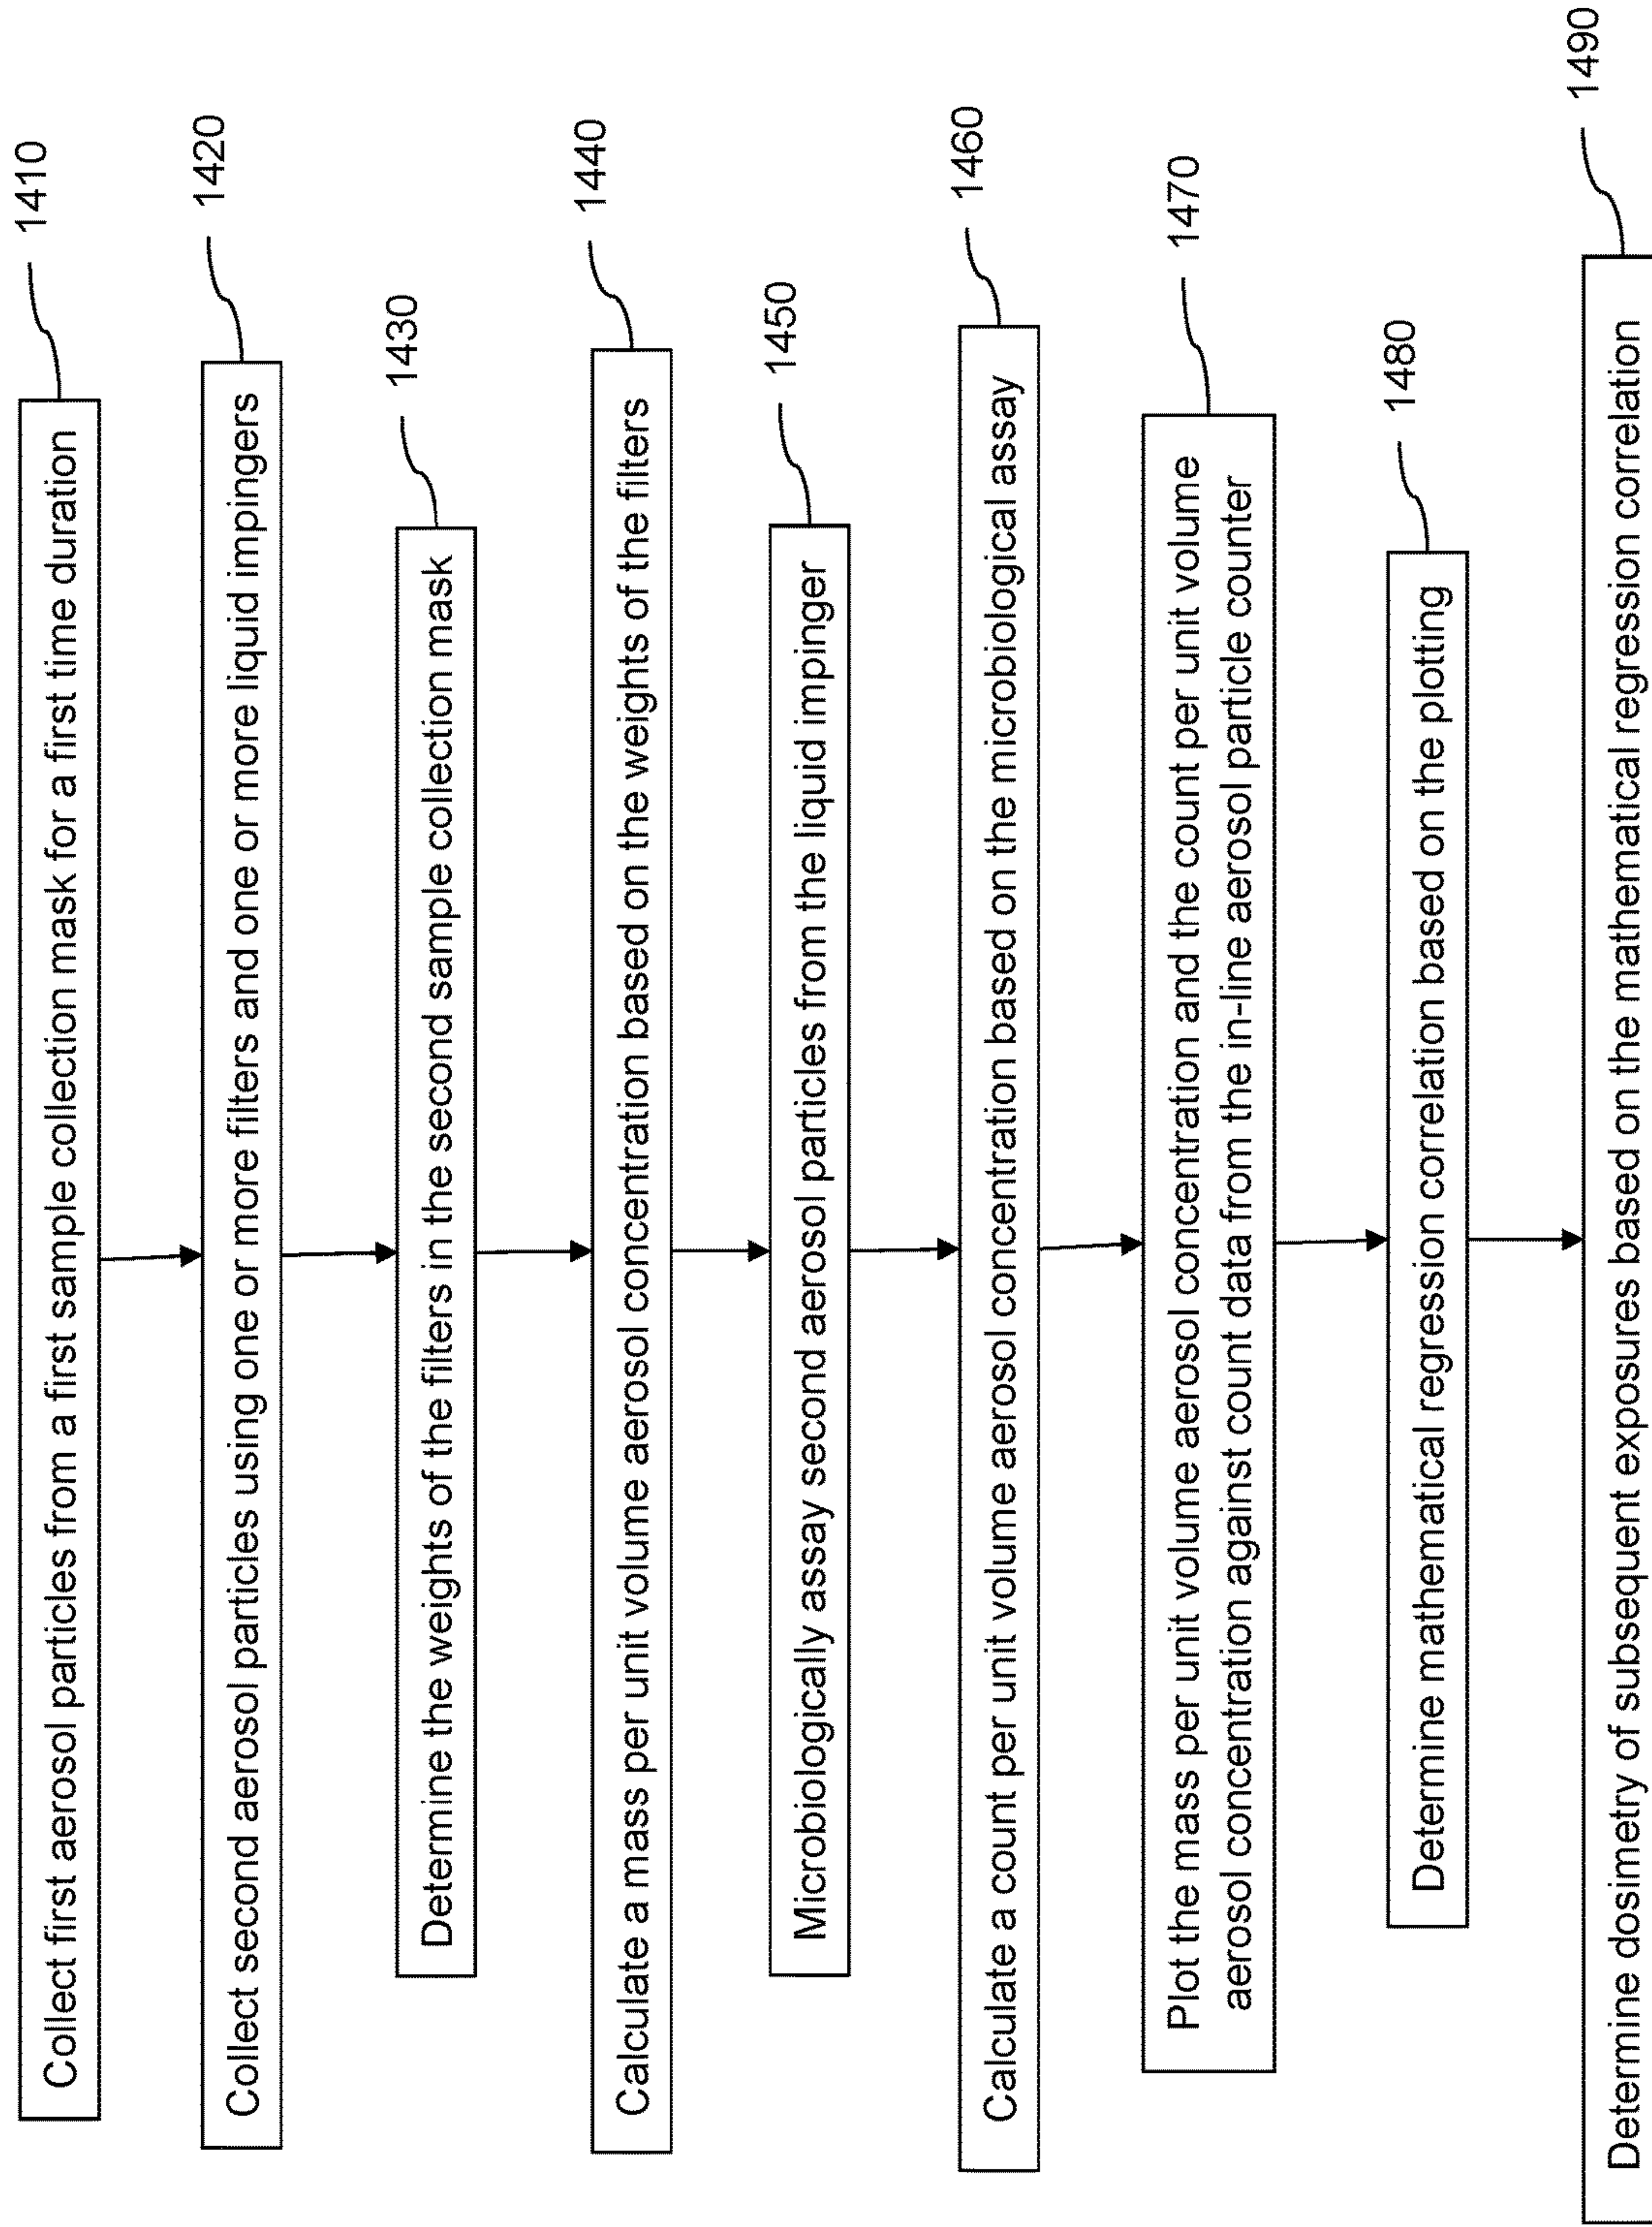 Collect first aerosol particles from a first sample collection mask for a first time duration
1410
Collect second aerosol particles using one or more filters and one or more liquid impingers
1420
Determine the weights of the filters in the second sample collection mask
1430
Calculate a mass per unit volume aerosol concentration based on the weights of the filters
1440
Microbiologically assay second aerosol particles from the liquid impinger
1450
Calculate a count per unit volume aerosol concentration based on the microbiological assay
1460
Plot the mass per unit volume aerosol concentration and the count per unit volume
aerosol concentration against count data from the in-line aerosol particle counter
1470
Determine mathematical regression correlation based on the plotting
1480
Determine dosimetry of subsequent exposures based on the mathematical regression correlation
1490